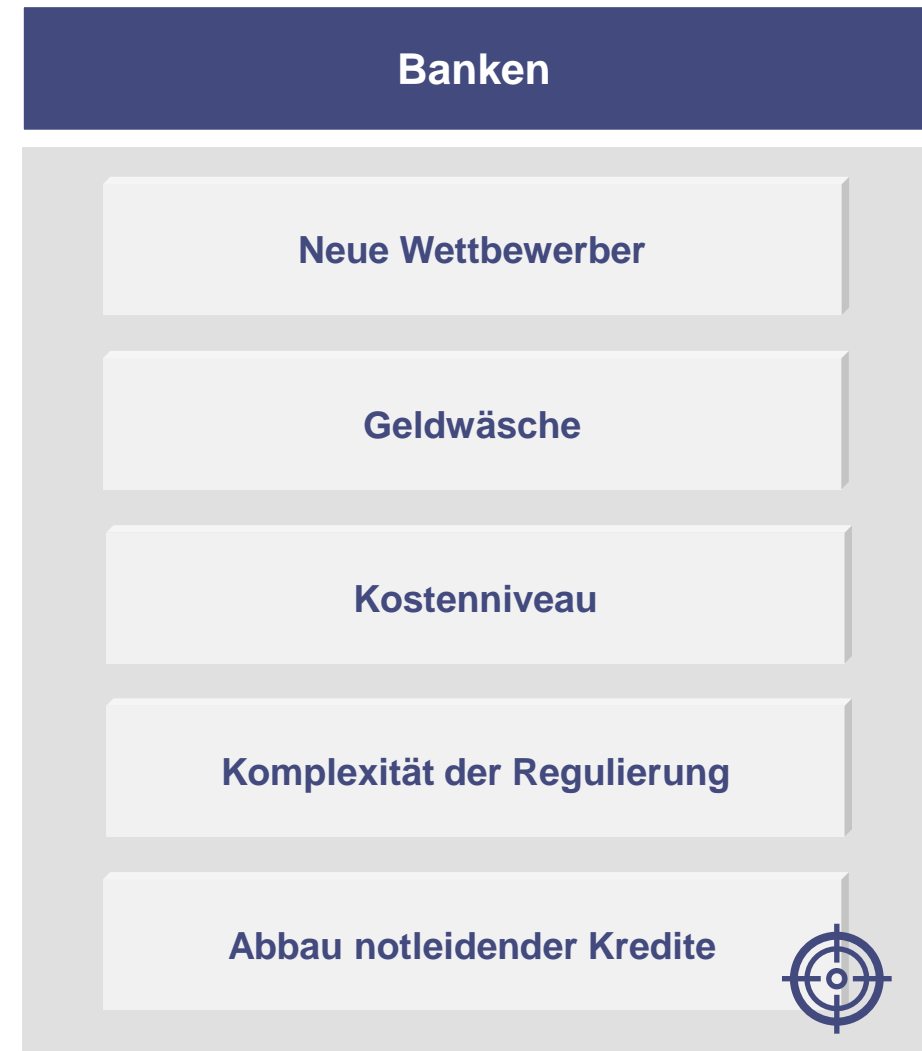 Banken
Neue Wettbewerber
Geldwäsche
Kostenniveau
Komplexität der Regulierung
Abbau notleidender Kredite